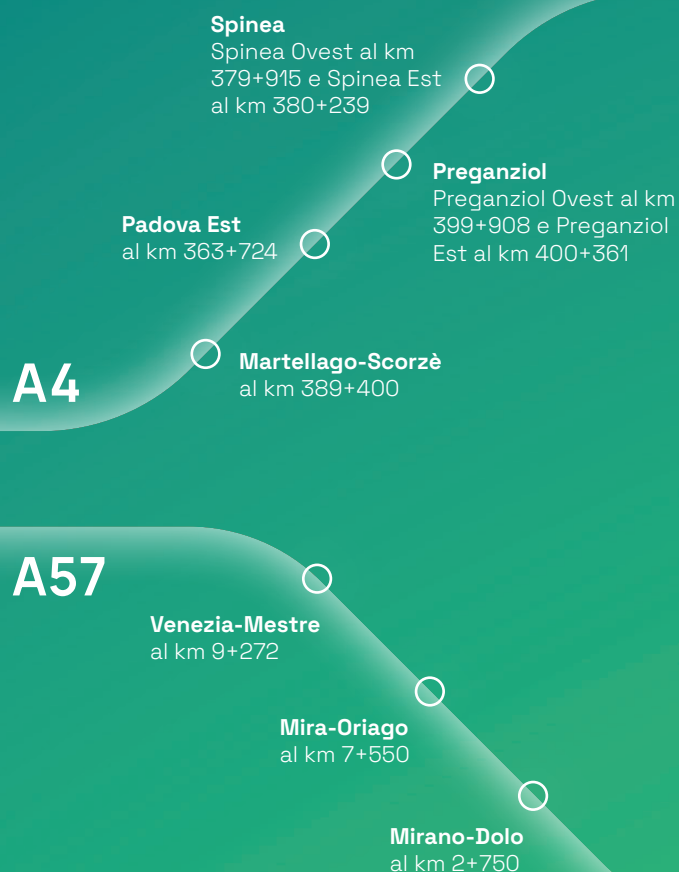 Spinea
Spinea Ovest al km
379+915 e Spinea Est
al km 380+239
Preganziol
Preganziol Ovest al km
399+908 e Preganziol
Est al km 400+361
Padova Est
al km 363+724
Martellago-Scorzè
al km 389+400
A4
A57
Venezia-Mestre
al km 9+272
Mira-Oriago
al km 7+550
Mirano-Dolo
al km 2+750